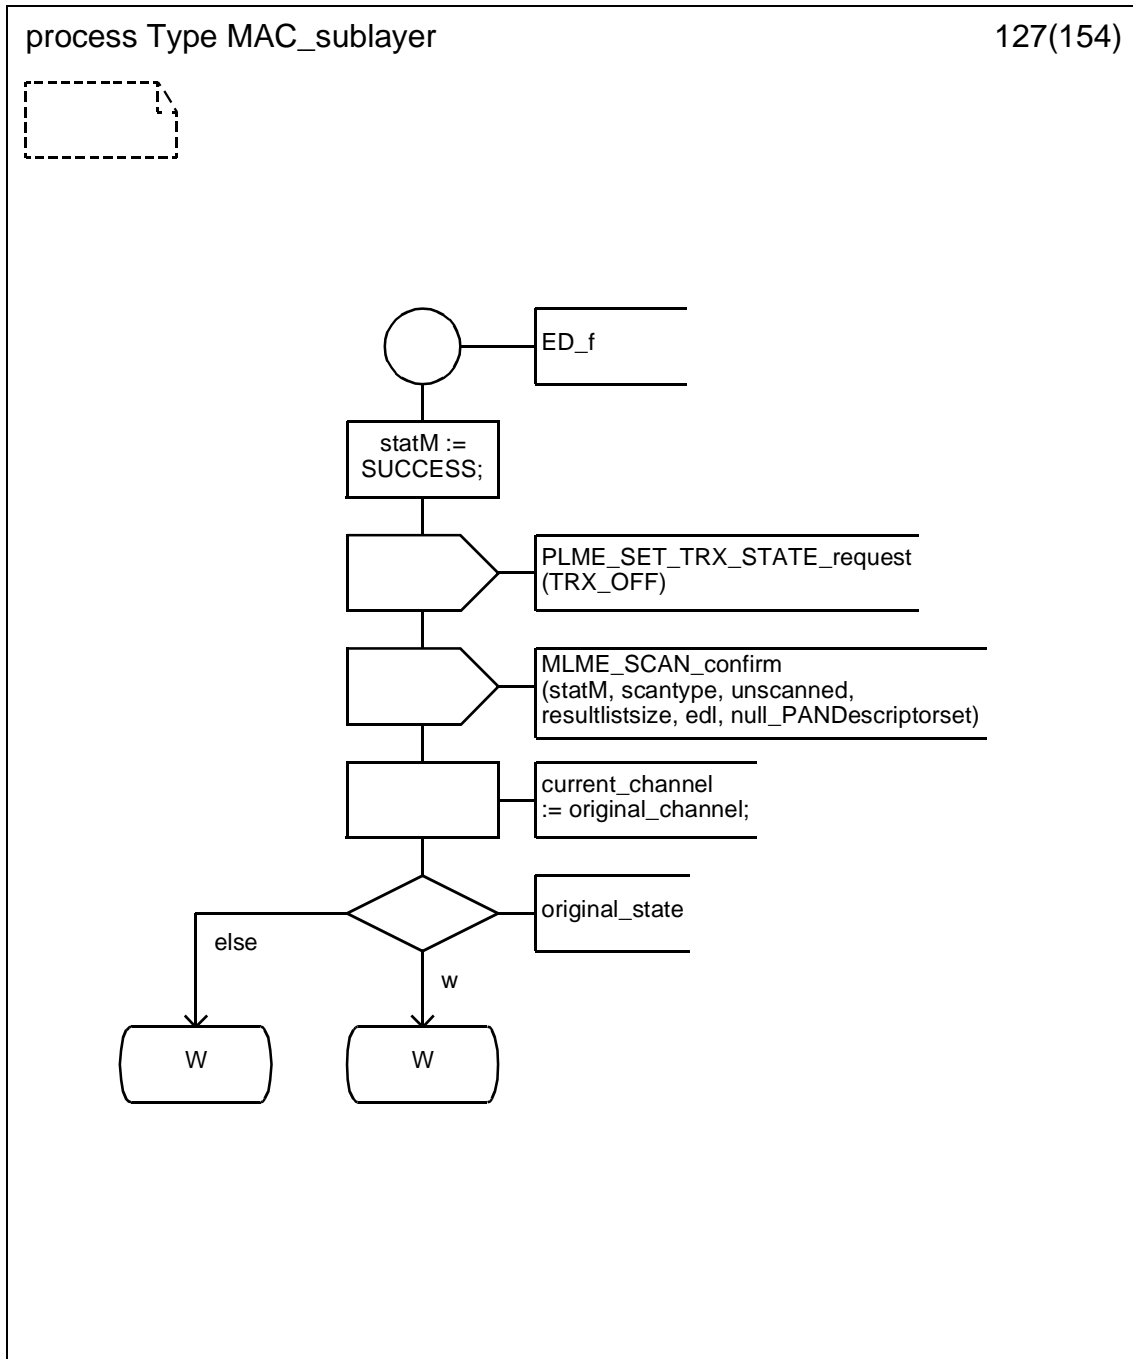 process Type MAC_sublayer
127(154)
ED_f
statM :=
SUCCESS;
PLME_SET_TRX_STATE_request
(TRX_OFF)
MLME_SCAN_confirm
(statM, scantype, unscanned,
resultlistsize, edl, null_PANDescriptorset)
current_channel
:= original_channel;
original_state
else
w
W
W